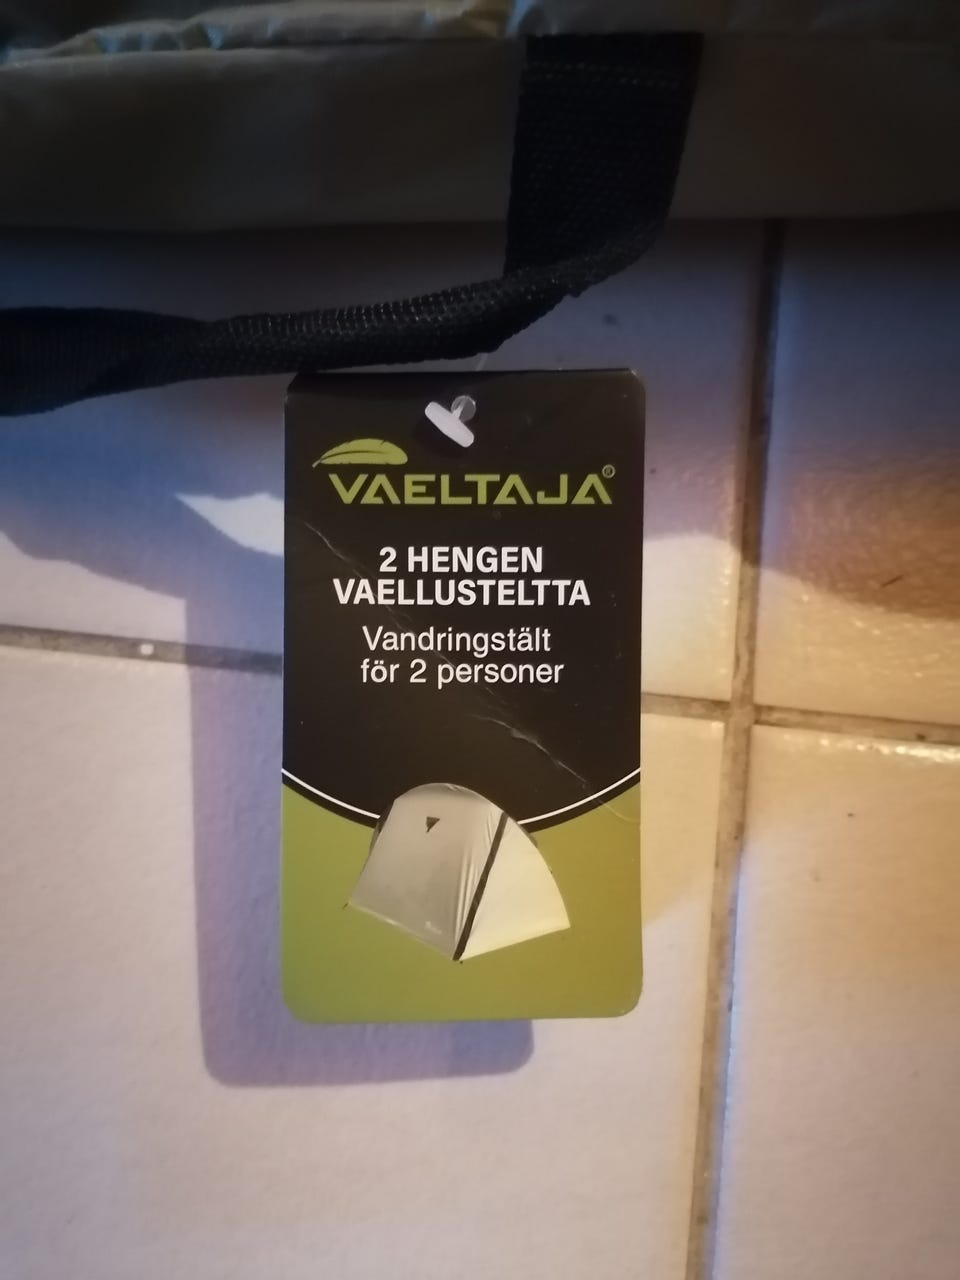 VAELTAJA®
2 HENGEN
VAELLUSTELTTA
Vandringstält
för 2 personer